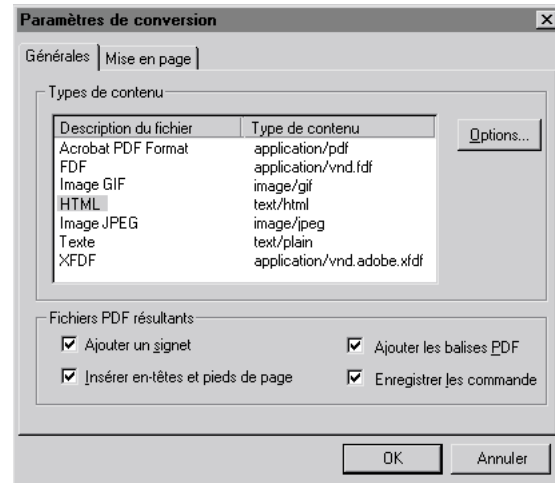 Paramètres de conversion
Générales Mise en page
Types de contenu
Description du fichier Type de contenu
Options...
Acrobat PDF Format application/pdf
FDF application/vnd.fdf
Image GIF image/gif
HTML text/html
Image JPEG image/jpeg
Texte text/plain
XFDF application/vnd.adobe.xfdf
Fichiers PDF résultants
Ajouter un signet Ajouter les balises PDF
Insérer en-têtes et pieds de page Enregistrer les commande
OK Annuler